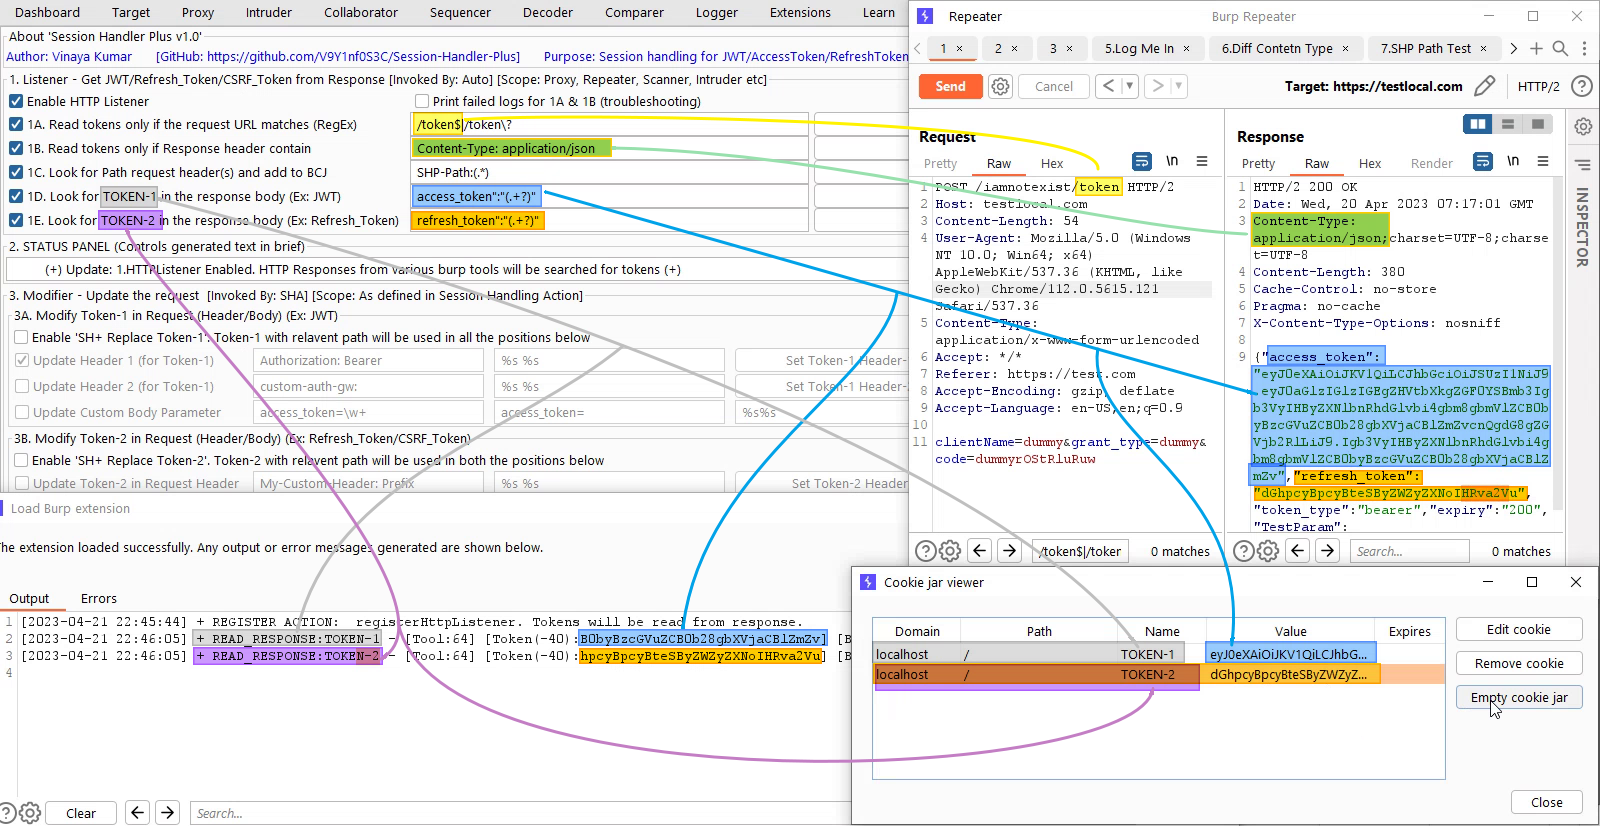 Dashboard Target Proxy Intruder Collaborator Sequencer Decoder Comparer Logger Extensions Learn
About 'Session Handler Plus v1.0'
Author: Vinaya Kumar [GitHub: https://github.com/V9Y1nf0S3C/Session-Handler-Plus] Purpose: Session handling for JWT/AccessToken/RefreshToken
1. Listener - Get JWT/Refresh_Token/CSRF_Token from Response [Invoked By: Auto] [Scope: Proxy, Repeater, Scanner, Intruder etc]
Enable HTTP Listener Print failed logs for 1A & 1B (troubleshooting)
1A. Read tokens only if the request URL matches (RegEx) /token$|/token\?
1B. Read tokens only if Response header contain Content-Type: application/json
1C. Look for Path request header(s) and add to BCJ SHP-Path:(.*)
1D. Look for TOKEN-1 in the response body (Ex: JWT) access_token":"(.+?)"
1E. Look for TOKEN-2 in the response body (Ex: Refresh_Token) refresh_token":"(.+?)"
2. STATUS PANEL (Controls generated text in brief)
(+) Update: 1.HTTPListener Enabled. HTTP Responses from various burp tools will be searched for tokens (+)
3. Modifier - Update the request [Invoked By: SHA] [Scope: As defined in Session Handling Action]
3A. Modify Token-1 in Request (Header/Body) (Ex: JWT)
Enable 'SH+ Replace Token-1'. Token-1 with relavent path will be used in all the positions below
Update Header 1 (for Token-1) Authorization: Bearer %s %s Set Token-1 Header-
Update Header 2 (for Token-1) custom-auth-gw: %s %s Set Token-1 Header-
Update Custom Body Parameter access_token=\w+ access_token= %s%s
3B. Modify Token-2 in Request (Header/Body) (Ex: Refresh_Token/CSRF_Token)
Enable 'SH+ Replace Token-2'. Token-2 with relavent path will be used in both the positions below
Update Token-2 in Request Header My-Custom-Header: Prefix %s %s Set Token-2 Header
Load Burp extension
The extension loaded successfully. Any output or error messages generated are shown below.
Output Errors
1 [2023-04-21 22:45:44] + REGISTER ACTION: registerHttpListener. Tokens will be read from response.
2 [2023-04-21 22:46:05] + READ_RESPONSE:TOKEN-1 - [Tool:64] [Token(-40):B0byBzcGVuZCB0b28gbXVjaCBlZmZv] [B
3 [2023-04-21 22:46:05] + READ_RESPONSE:TOKEN-2 - [Tool:64] [Token(-40):hpcyBpcyBteSByZWZyZXNoIHRva2Vu] [B
4
Clear Search...
Repeater Burp Repeater
1 × 2 × 3 × 5.Log Me In × 6.Diff Contetn Type × 7.SHP Path Test ×
Send Cancel Target: https://testlocal.com HTTP/2
Request
Pretty Raw Hex \n
1 POST /iamnotexist/token HTTP/2
2 Host: testlocal.com
3 Content-Length: 54
4 User-Agent: Mozilla/5.0 (Windows
NT 10.0; Win64; x64)
AppleWebKit/537.36 (KHTML, like
Gecko) Chrome/112.0.5615.121
Safari/537.36
5 Content-Type:
application/x-www-form-urlencoded
6 Accept: */*
7 Referer: https://test.com
8 Accept-Encoding: gzip, deflate
9 Accept-Language: en-US,en;q=0.9
10
11 clientName=dummy&grant_type=dummy&
code=dummyrOStRluRuw
/token$|/token 0 matches
Response
Pretty Raw Hex Render \n
1 HTTP/2 200 OK
2 Date: Wed, 20 Apr 2023 07:17:01 GMT
3 Content-Type:
application/json;charset=UTF-8;charse
t=UTF-8
4 Content-Length: 380
5 Cache-Control: no-store
6 Pragma: no-cache
7 X-Content-Type-Options: nosniff
8
9 {"access_token":
"eyJ0eXAiOiJKV1QiLCJhbGciOiJSUzI1NiJ9
b3VyIHByZXNlbnRhdGlvbi4gbm8gbmVlZCB0b
yBzcGVuZCB0b28gbXVjaCBlZmZvcnQgdG8gZG
Vjb2RlLiJ9.Igb3VyIHByZXNlbnRhdGlvbi4g
bm8gbmVlZCB0byBzcGVuZCB0b28gbXVjaCBlZ
mZv","refresh_token":
"dGhpcyBpcyBteSByZWZyZXNoIHRva2Vu",
"token_type":"bearer","expiry":"200",
"TestParam":
Search... 0 matches
INSPECTOR
Cookie jar viewer
Domain Path Name Value Expires
localhost / TOKEN-1 eyJ0eXAiOiJKV1QiLCJhbG...
localhost / TOKEN-2 dGhpcyBpcyBteSByZWZyZ...
Edit cookie
Remove cookie
Empty cookie jar
Close